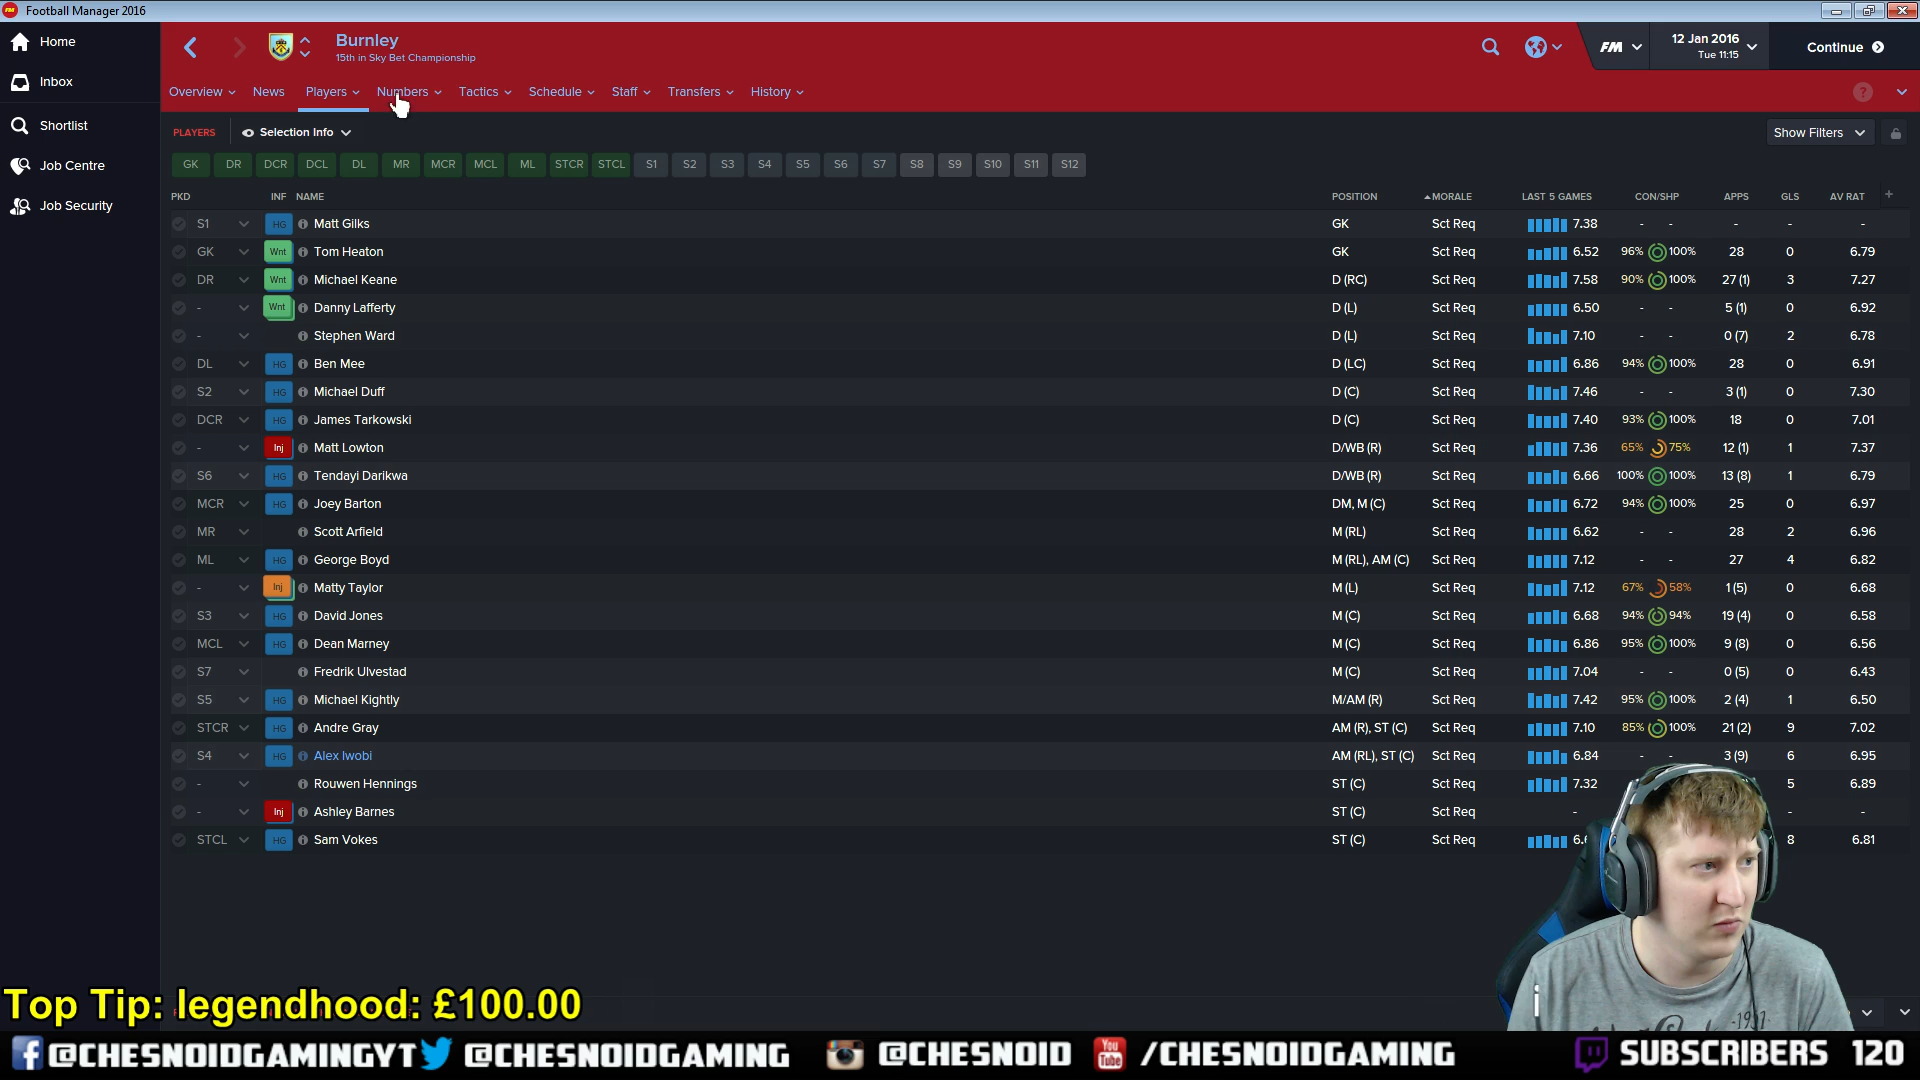 Football Manager 2016
Home
Inbox
Shortlist
Job Centre
Job Security
Burnley
15th in Sky Bet Championship
FM
12 Jan 2016
Tue 11:15
Continue
Overview News Players Numbers Tactics Schedule Staff Transfers History ?
PLAYERS Selection Info Show Filters
GK DR DCR DCL DL MR MCR MCL ML STCR STCL S1 S2 S3 S4 S5 S6 S7 S8 S9 S10 S11 S12
PKD INF NAME POSITION MORALE LAST 5 GAMES CON/SHP APPS GLS AV RAT +
S1 HG Matt Gilks GK Sct Req 7.38 - - - - -
GK Wnt Tom Heaton GK Sct Req 6.52 96% 100% 28 0 6.79
DR Wnt Michael Keane D (RC) Sct Req 7.58 90% 100% 27 (1) 3 7.27
- Wnt Danny Lafferty D (L) Sct Req 6.50 - - 5 (1) 0 6.92
- Stephen Ward D (L) Sct Req 7.10 - - 0 (7) 2 6.78
DL HG Ben Mee D (LC) Sct Req 6.86 94% 100% 28 0 6.91
S2 HG Michael Duff D (C) Sct Req 7.46 - - 3 (1) 0 7.30
DCR HG James Tarkowski D (C) Sct Req 7.40 93% 100% 18 0 7.01
- Inj Matt Lowton D/WB (R) Sct Req 7.36 65% 75% 12 (1) 1 7.37
S6 HG Tendayi Darikwa D/WB (R) Sct Req 6.66 100% 100% 13 (8) 1 6.79
MCR HG Joey Barton DM, M (C) Sct Req 6.72 94% 100% 25 0 6.97
MR Scott Arfield M (RL) Sct Req 6.62 - - 28 2 6.96
ML HG George Boyd M (RL), AM (C) Sct Req 7.12 - - 27 4 6.82
- Inj Matty Taylor M (L) Sct Req 7.12 67% 58% 1 (5) 0 6.68
S3 HG David Jones M (C) Sct Req 6.68 94% 94% 19 (4) 0 6.58
MCL HG Dean Marney M (C) Sct Req 6.86 95% 100% 9 (8) 0 6.56
S7 Fredrik Ulvestad M (C) Sct Req 7.04 - - 0 (5) 0 6.43
S5 HG Michael Kightly M/AM (R) Sct Req 7.42 95% 100% 2 (4) 1 6.50
STCR HG Andre Gray AM (R), ST (C) Sct Req 7.10 85% 100% 21 (2) 9 7.02
S4 HG Alex Iwobi AM (RL), ST (C) Sct Req 6.84 - - 3 (9) 6 6.95
- Rouwen Hennings ST (C) Sct Req 7.32 5 6.89
- Inj Ashley Barnes ST (C) Sct Req - - -
STCL HG Sam Vokes ST (C) Sct Req 8 6.81
Top Tip: legendhood: £100.00
@CHESNOIDGAMINGYT @CHESNOIDGAMING @CHESNOID You Tube /CHESNOIDGAMING SUBSCRIBERS 120